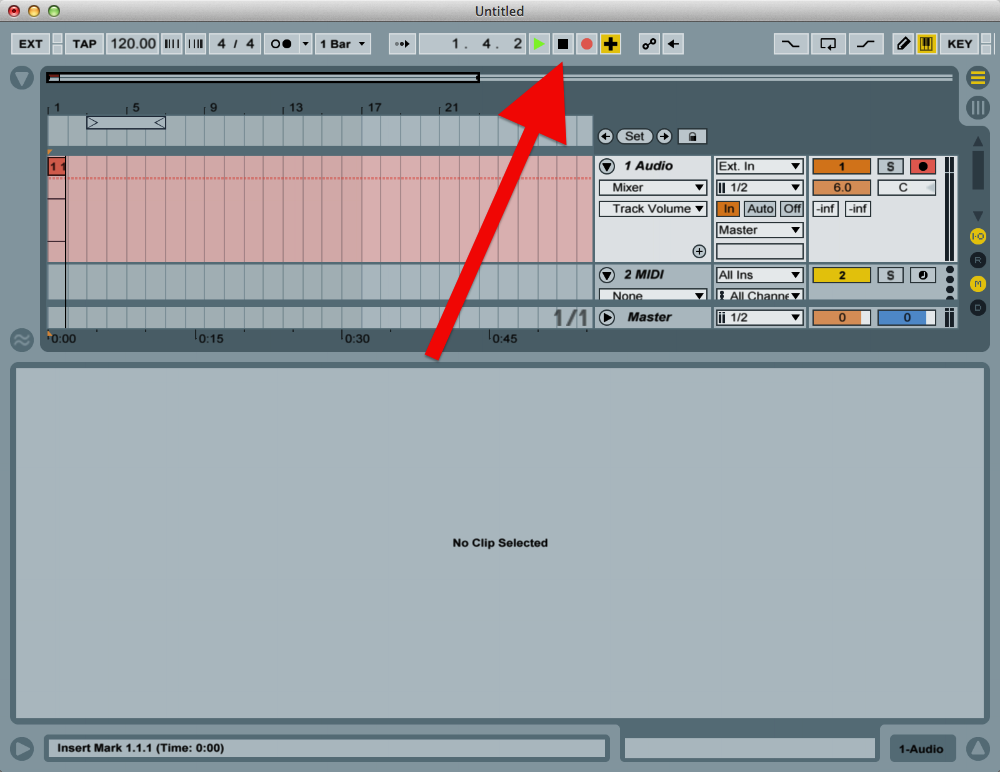 Untitled
EXT TAP 120.00 4 / 4 1 Bar 1. 4. 2 KEY
1 5 9 13 17 21
Set
1 1 1 Audio Ext. In 1 S
Mixer 1/2 6.0 C
Track Volume In Auto Off -inf -inf
Master
I·O
R
2 MIDI All Ins 2 S
M
None All Channe
D
1/1 Master 1/2 0 0
0:00 0:15 0:30 0:45
No Clip Selected
Insert Mark 1.1.1 (Time: 0:00) 1-Audio